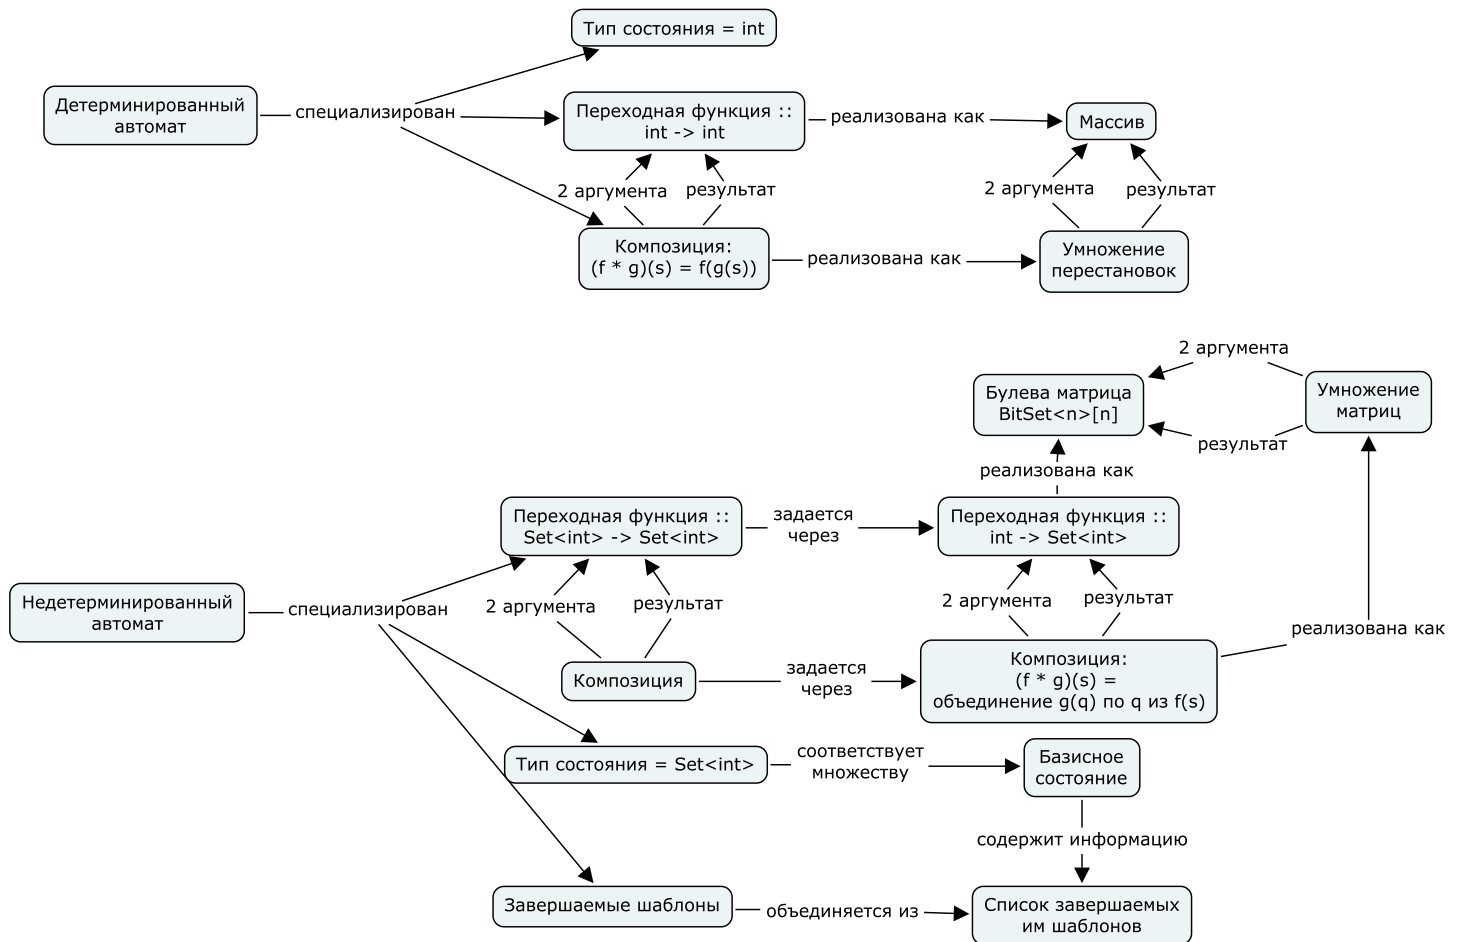 Тип состояния = int
Детерминированный
автомат
специализирован
Переходная функция ::
int -> int
реализована как
Массив
2 аргумента
результат
2 аргумента
результат
Композиция:
(f * g)(s) = f(g(s))
реализована как
Умножение
перестановок
2 аргумента
Булева матрица
BitSet<n>[n]
Умножение
матриц
результат
реализована как
Переходная функция ::
Set<int> -> Set<int>
задается
через
Переходная функция ::
int -> Set<int>
Недетерминированный
автомат
специализирован
2 аргумента
результат
2 аргумента
результат
реализована как
Композиция
задается
через
Композиция:
(f * g)(s) =
объединение g(q) по q из f(s)
Тип состояния = Set<int>
соответствует
множеству
Базисное
состояние
содержит информацию
Завершаемые шаблоны
объединяется из
Список завершаемых
им шаблонов